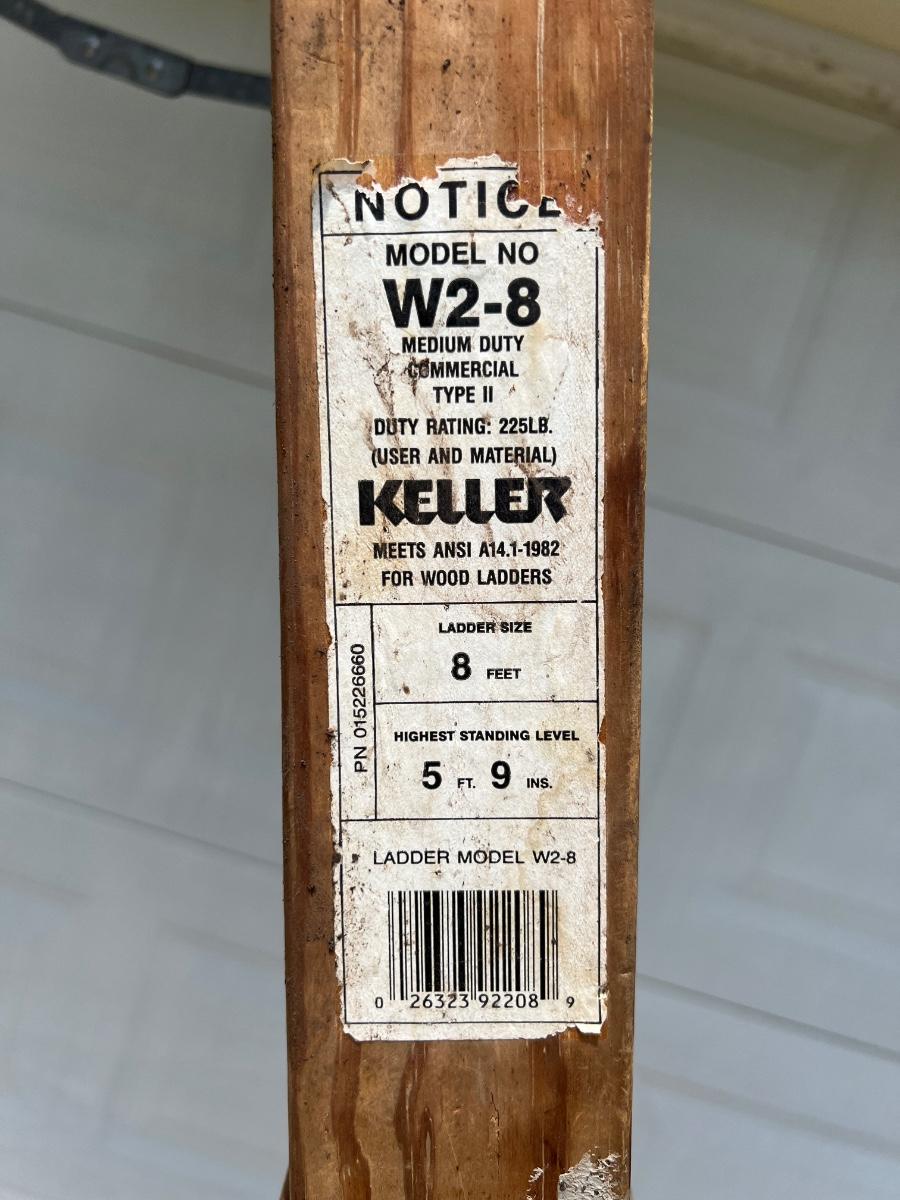 NOTICE
MODEL NO
W2-8
MEDIUM DUTY
COMMERCIAL
TYPE II
DUTY RATING: 225LB.
(USER AND MATERIAL)
KELLER
MEETS ANSI A14.1-1982
FOR WOOD LADDERS
PN 015226660
LADDER SIZE
8 FEET
HIGHEST STANDING LEVEL
5 FT. 9 INS.
LADDER MODEL W2-8
0 26323 92208 9